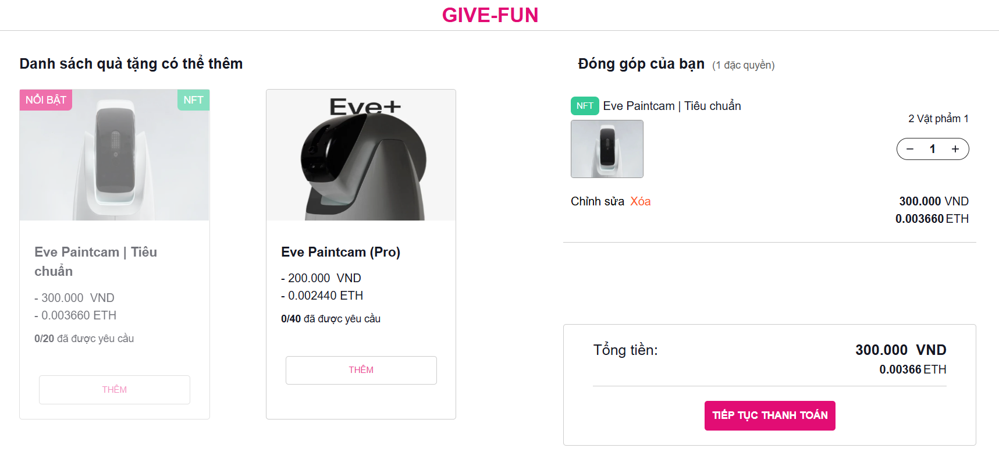 GIVE-FUN
Danh sách quà tặng có thể thêm
NỔI BẬT
NFT
Eve Paintcam | Tiêu
chuẩn
- 300.000 VND
- 0.003660 ETH
0/20 đã được yêu cầu
THÊM
Eve+
Eve Paintcam (Pro)
- 200.000 VND
- 0.002440 ETH
0/40 đã được yêu cầu
THÊM
Đóng góp của bạn (1 đặc quyền)
NFT Eve Paintcam | Tiêu chuẩn
2 Vật phẩm 1
− 1 +
Chỉnh sửa Xóa
300.000 VND
0.003660 ETH
Tổng tiền: 300.000 VND
0.00366 ETH
TIẾP TỤC THANH TOÁN